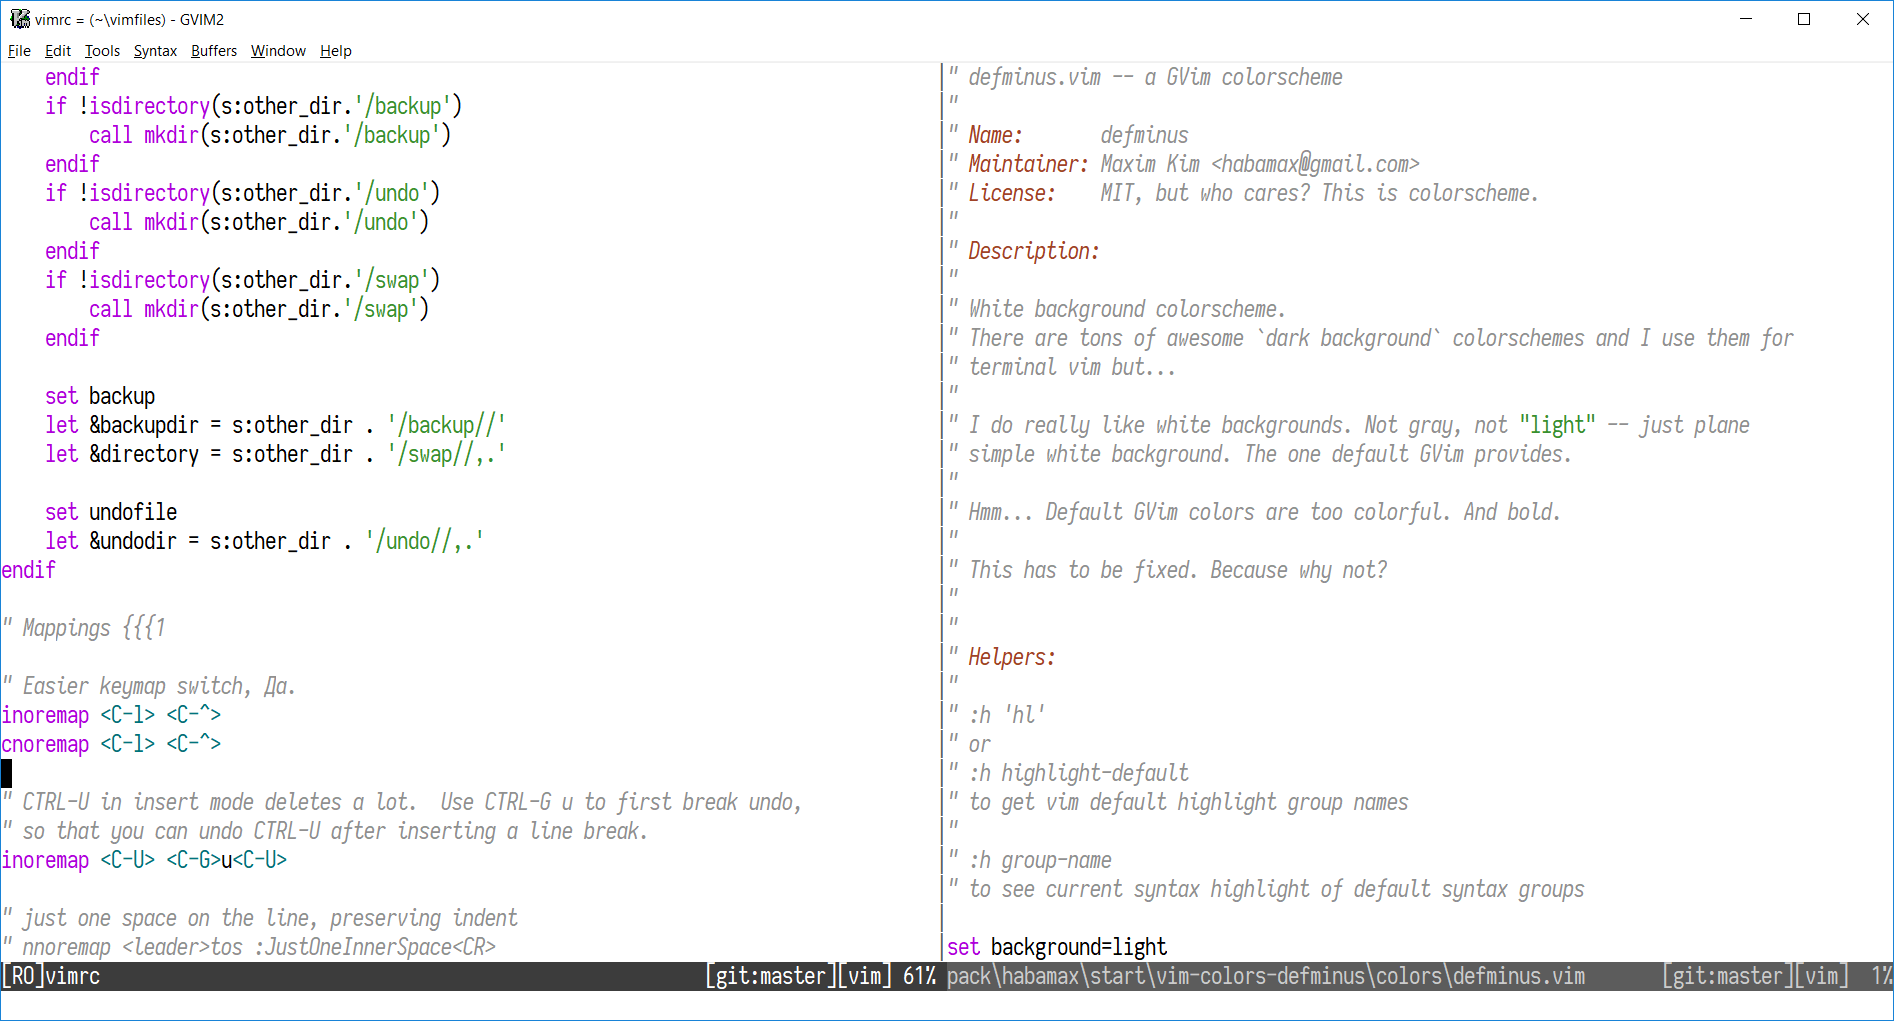 vimrc = (~\vimfiles) - GVIM2
File Edit Tools Syntax Buffers Window Help
    endif
    if !isdirectory(s:other_dir.'/backup')
        call mkdir(s:other_dir.'/backup')
    endif
    if !isdirectory(s:other_dir.'/undo')
        call mkdir(s:other_dir.'/undo')
    endif
    if !isdirectory(s:other_dir.'/swap')
        call mkdir(s:other_dir.'/swap')
    endif
    set backup
    let &backupdir = s:other_dir . '/backup//'
    let &directory = s:other_dir . '/swap//,.'
    set undofile
    let &undodir = s:other_dir . '/undo//,.'
endif
" Mappings {{{1
" Easier keymap switch, Да.
inoremap <C-l> <C-^>
cnoremap <C-l> <C-^>
" CTRL-U in insert mode deletes a lot.  Use CTRL-G u to first break undo,
" so that you can undo CTRL-U after inserting a line break.
inoremap <C-U> <C-G>u<C-U>
" just one space on the line, preserving indent
" nnoremap <leader>tos :JustOneInnerSpace<CR>
[RO]vimrc [git:master][vim] 61%
" defminus.vim -- a GVim colorscheme
"
" Name:       defminus
" Maintainer: Maxim Kim <habamax@gmail.com>
" License:    MIT, but who cares? This is colorscheme.
"
" Description:
"
" White background colorscheme.
" There are tons of awesome `dark background` colorschemes and I use them for
" terminal vim but...
"
" I do really like white backgrounds. Not gray, not "light" -- just plane
" simple white background. The one default GVim provides.
"
" Hmm... Default GVim colors are too colorful. And bold.
"
" This has to be fixed. Because why not?
"
"
" Helpers:
"
" :h 'hl'
" or
" :h highlight-default
" to get vim default highlight group names
"
" :h group-name
" to see current syntax highlight of default syntax groups
set background=light
pack\habamax\start\vim-colors-defminus\colors\defminus.vim [git:master][vim] 1%